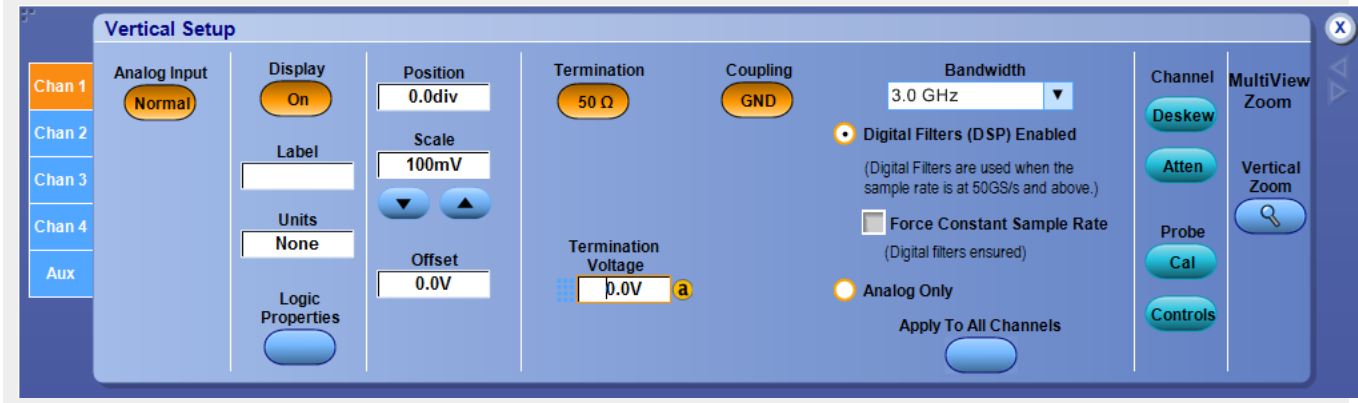 Vertical Setup
X
Chan 1
Chan 2
Chan 3
Chan 4
Aux
Analog Input
Normal
Display
On
Label
Units
None
Logic
Properties
Position
0.0div
Scale
100mV
Offset
0.0V
Termination
50 Ω
Termination
Voltage
0.0V
a
Coupling
GND
Bandwidth
3.0 GHz
Digital Filters (DSP) Enabled
(Digital Filters are used when the
sample rate is at 50GS/s and above.)
Force Constant Sample Rate
(Digital filters ensured)
Analog Only
Apply To All Channels
Channel
Deskew
Atten
Probe
Cal
Controls
MultiView
Zoom
Vertical
Zoom